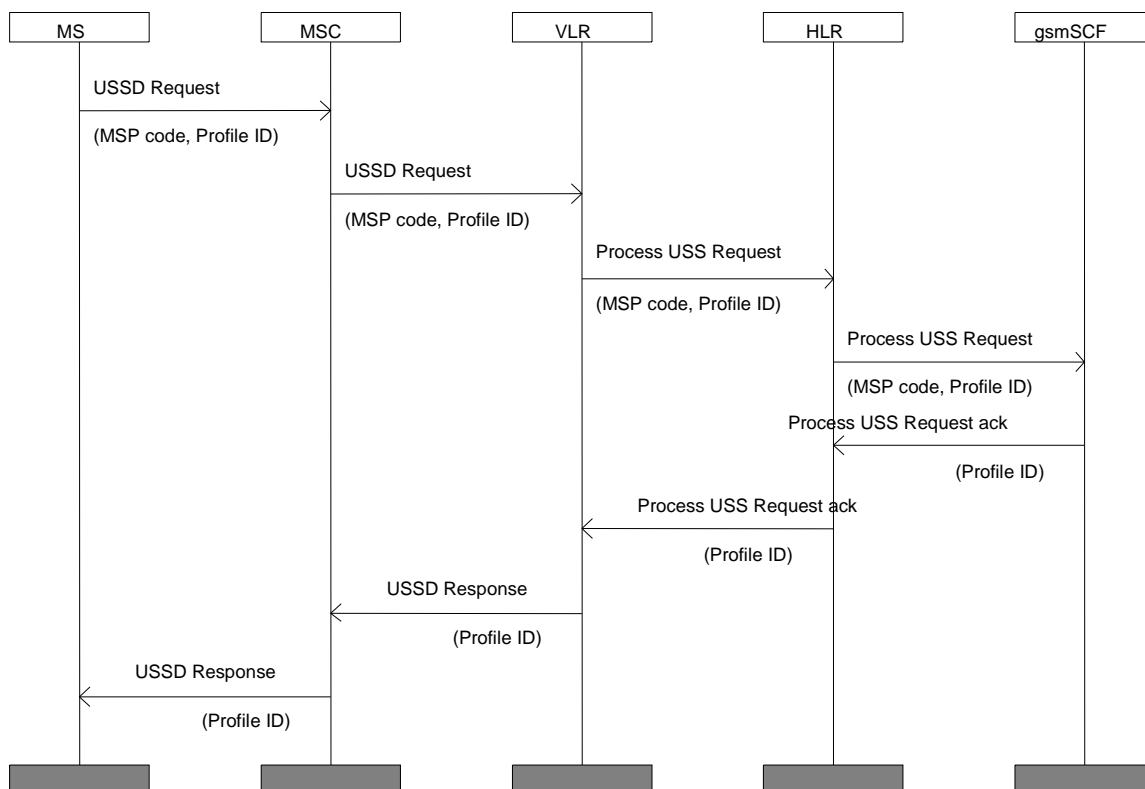 MS MSC VLR HLR gsmSCF
USSD Request
(MSP code, Profile ID)
USSD Request
(MSP code, Profile ID)
Process USS Request
(MSP code, Profile ID)
Process USS Request
(MSP code, Profile ID)
Process USS Request ack
(Profile ID)
Process USS Request ack
(Profile ID)
USSD Response
(Profile ID)
USSD Response
(Profile ID)